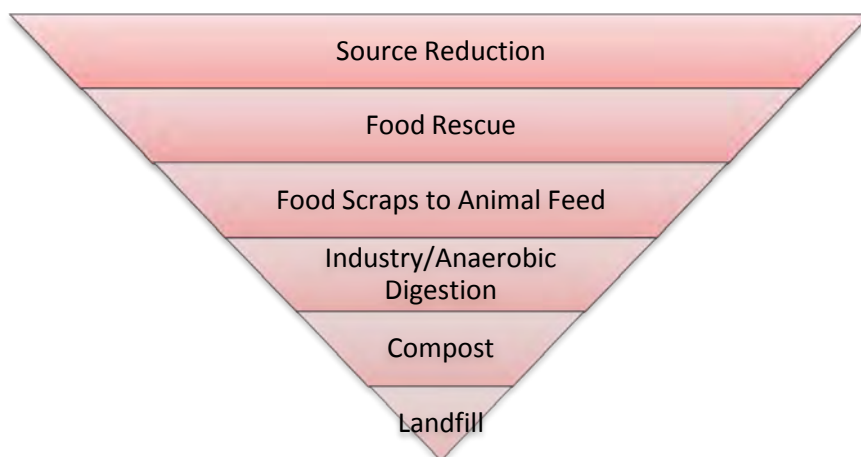 Source Reduction
Food Rescue
Food Scraps to Animal Feed
Industry/Anaerobic
Digestion
Compost
Landfill